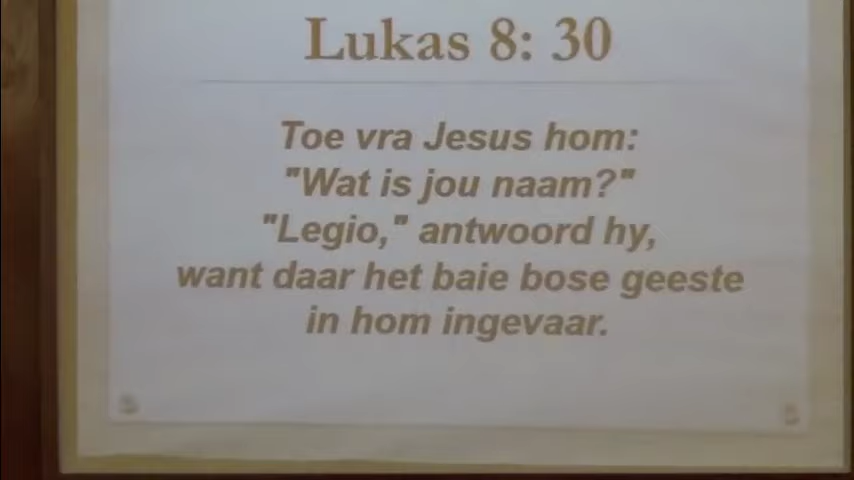 Lukas 8: 30
Toe vra Jesus hom:
"Wat is jou naam?"
"Legio," antwoord hy,
want daar het baie bose geeste
in hom ingevaar.